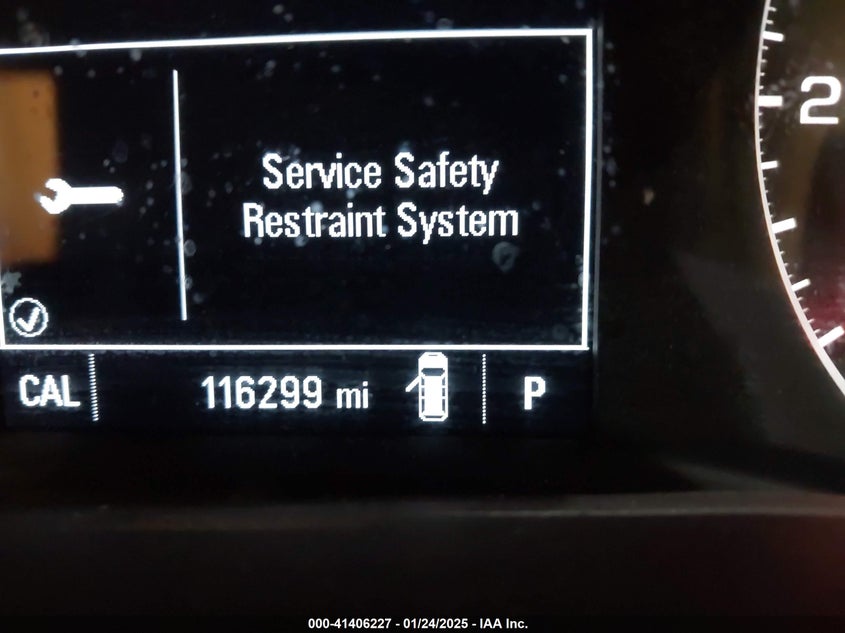 2
Service Safety
Restraint System
CAL 116299 mi P
000-41406227 - 01/24/2025 - IAA Inc.